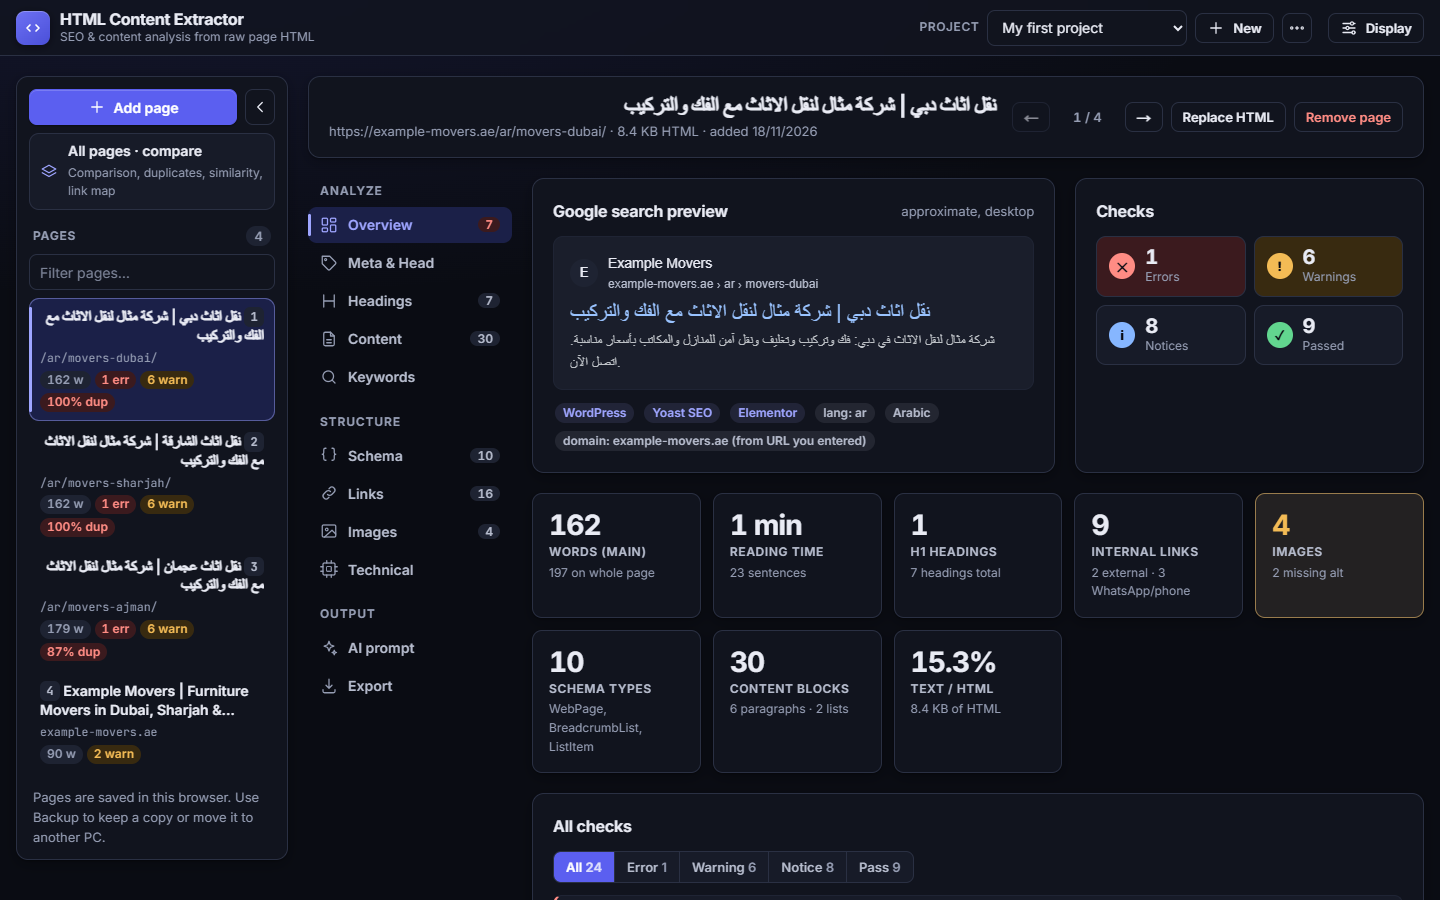 HTML Content Extractor
SEO & content analysis from raw page HTML
PROJECT
My first project
New
Display
Add page
All pages · compare
Comparison, duplicates, similarity,
link map
PAGES 4
Filter pages...
1 نقل اثاث دبي | شركة مثال لنقل الاثاث مع
الفك والتركيب
/ar/movers-dubai/
162 w 1 err 6 warn
100% dup
2 نقل اثاث الشارقة | شركة مثال لنقل الاثاث
مع الفك والتركيب
/ar/movers-sharjah/
162 w 1 err 6 warn
100% dup
3 نقل اثاث عجمان | شركة مثال لنقل الاثاث
مع الفك والتركيب
/ar/movers-ajman/
179 w 1 err 6 warn
87% dup
4 Example Movers | Furniture
Movers in Dubai, Sharjah &...
example-movers.ae
90 w 2 warn
Pages are saved in this browser. Use
Backup to keep a copy or move it to
another PC.
نقل اثاث دبي | شركة مثال لنقل الاثاث مع الفك والتركيب
https://example-movers.ae/ar/movers-dubai/ · 8.4 KB HTML · added 18/11/2026
← 1 / 4 → Replace HTML Remove page
ANALYZE
Overview 7
Meta & Head
Headings 7
Content 30
Keywords
STRUCTURE
Schema 10
Links 16
Images 4
Technical
OUTPUT
AI prompt
Export
Google search preview
approximate, desktop
E
Example Movers
example-movers.ae › ar › movers-dubai
نقل اثاث دبي | شركة مثال لنقل الاثاث مع الفك والتركيب
شركة مثال لنقل الاثاث في دبي: فك وتركيب وتغليف ونقل آمن للمنازل والمكاتب بأسعار مناسبة.
اتصل الآن.
WordPress Yoast SEO Elementor lang: ar Arabic
domain: example-movers.ae (from URL you entered)
Checks
1
Errors
6
Warnings
8
Notices
9
Passed
162
WORDS (MAIN)
197 on whole page
1 min
READING TIME
23 sentences
1
H1 HEADINGS
7 headings total
9
INTERNAL LINKS
2 external · 3
WhatsApp/phone
4
IMAGES
2 missing alt
10
SCHEMA TYPES
WebPage,
BreadcrumbList,
ListItem
30
CONTENT BLOCKS
6 paragraphs · 2 lists
15.3%
TEXT / HTML
8.4 KB of HTML
All checks
All 24 Error 1 Warning 6 Notice 8 Pass 9